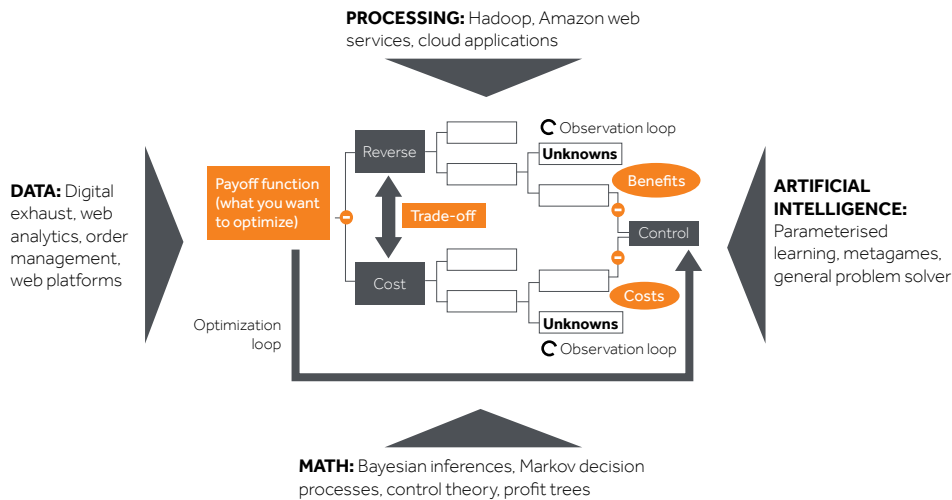 PROCESSING: Hadoop, Amazon web
services, cloud applications
DATA: Digital
exhaust, web
analytics, order
management,
web platforms
Payoff function
(what you want
to optimize)
Reverse
Trade-off
Cost
Observation loop
Unknowns
Benefits
Control
Costs
Unknowns
Observation loop
Optimization
loop
ARTIFICIAL
INTELLIGENCE:
Parameterised
learning, metagames,
general problem solver
MATH: Bayesian inferences, Markov decision
processes, control theory, profit trees